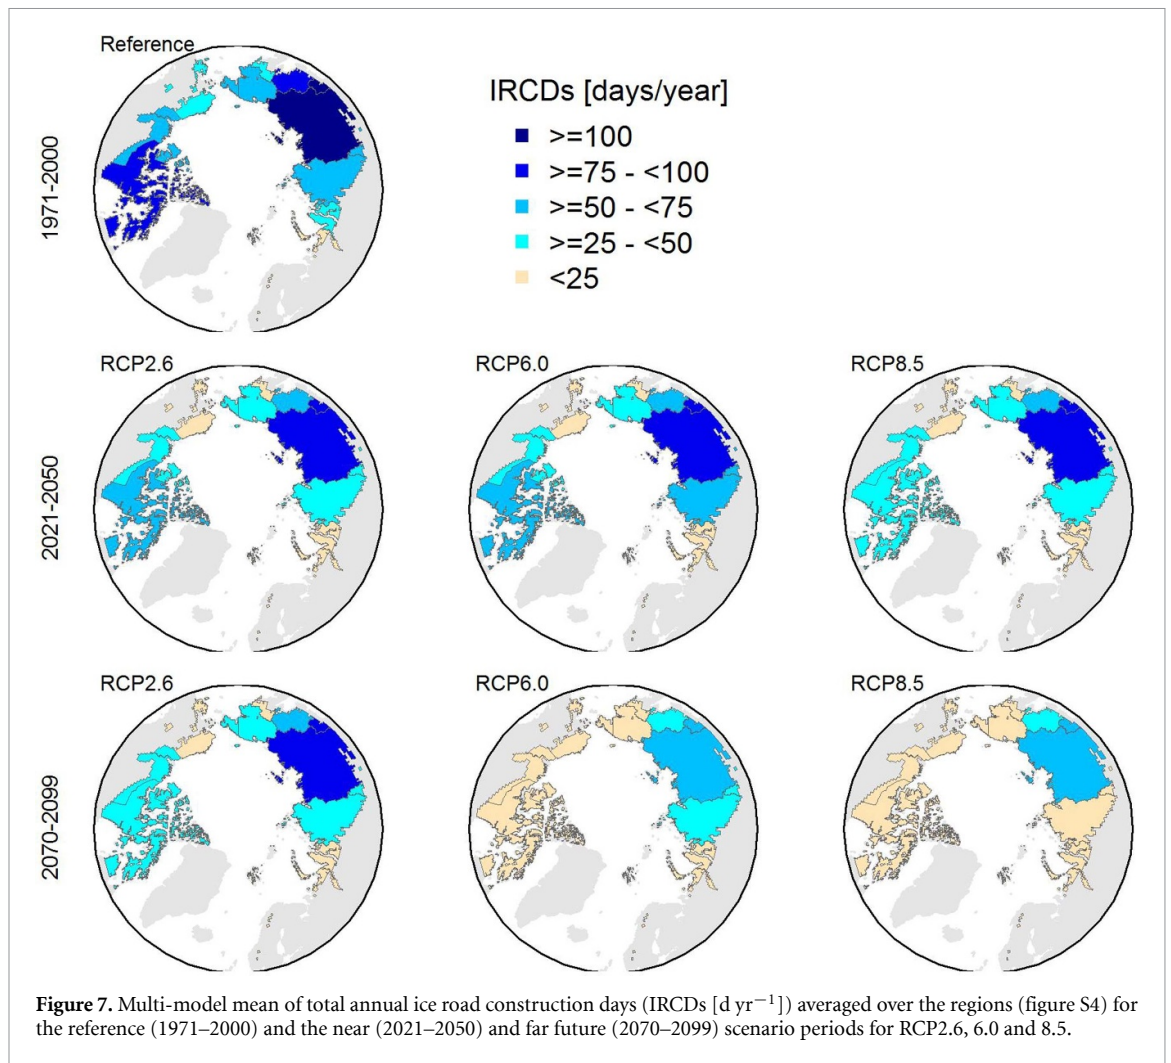 Reference
IRCDs [days/year]
>=100
>=75 - <100
>=50 - <75
>=25 - <50
<25
1971-2000
RCP2.6
RCP6.0
RCP8.5
2021-2050
RCP2.6
RCP6.0
RCP8.5
2070-2099
Figure 7. Multi-model mean of total annual ice road construction days (IRCDs [d yr−1]) averaged over the regions (figure S4) for
the reference (1971–2000) and the near (2021–2050) and far future (2070–2099) scenario periods for RCP2.6, 6.0 and 8.5.